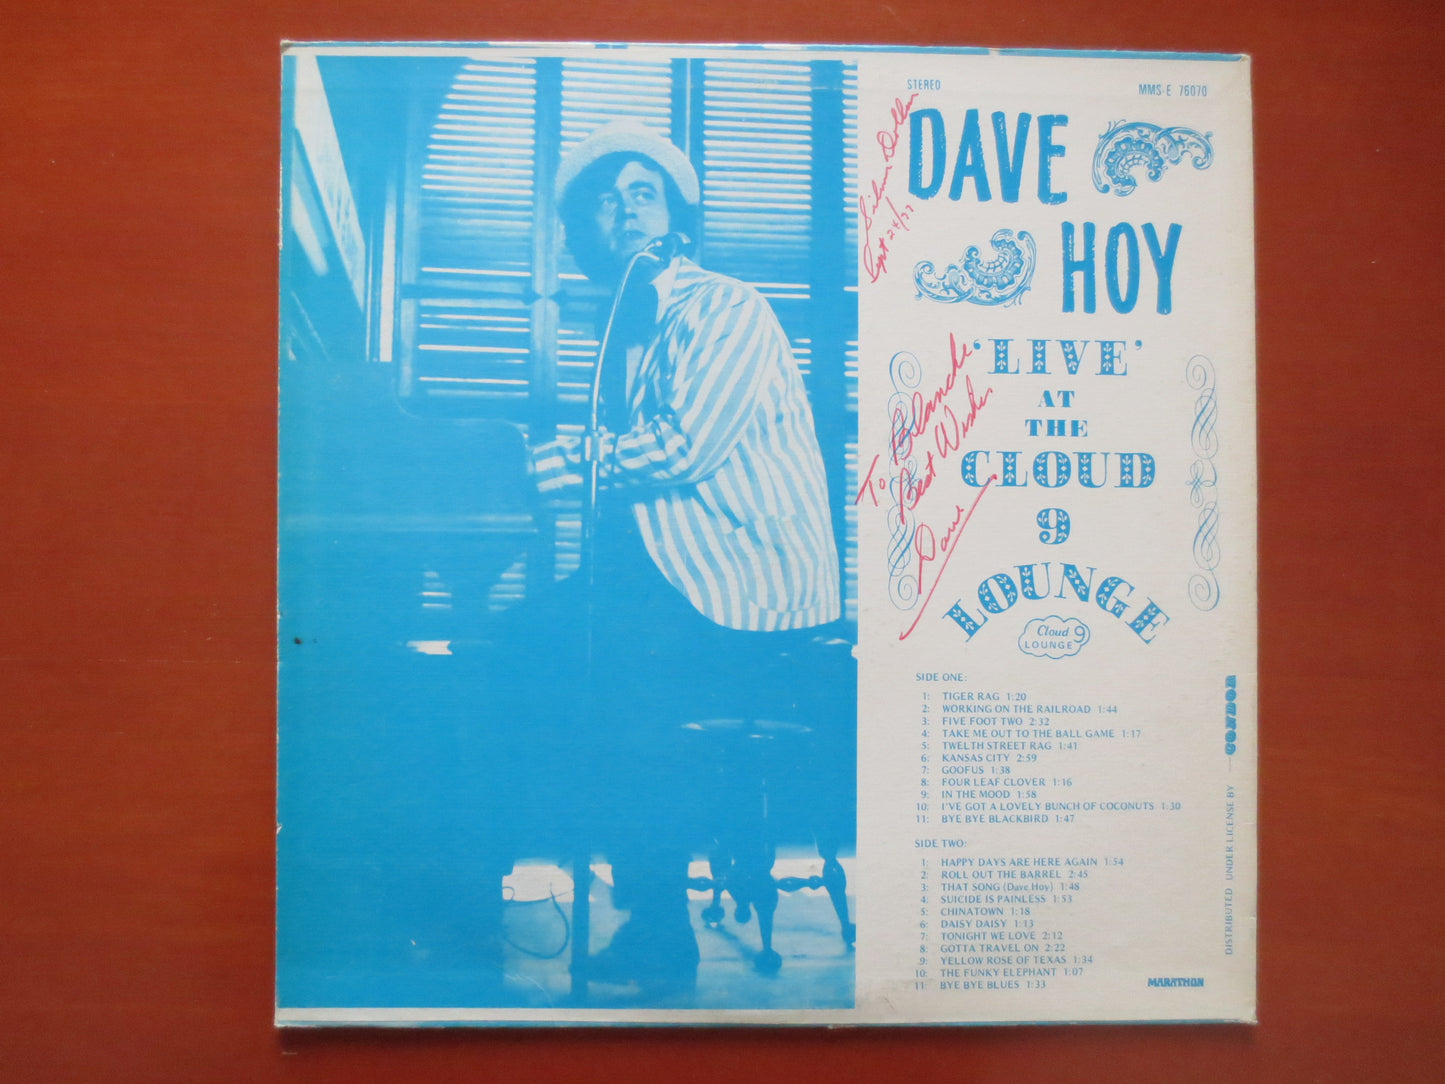 STEREO
MMS-E 76070
DAVE
HOY
Silver Dollar
Sept 24/77
'LIVE'
AT
THE
CLOUD
9
LOUNGE
To Blanche
Best Wishes
Dave
Cloud 9
LOUNGE
SIDE ONE:
1: TIGER RAG 1:20
2: WORKING ON THE RAILROAD 1:44
3: FIVE FOOT TWO 2:32
4: TAKE ME OUT TO THE BALL GAME 1:17
5: TWELTH STREET RAG 1:41
6: KANSAS CITY 2:59
7: GOOFUS 1:38
8: FOUR LEAF CLOVER 1:16
9: IN THE MOOD 1:58
10: I'VE GOT A LOVELY BUNCH OF COCONUTS 1:30
11: BYE BYE BLACKBIRD 1:47
SIDE TWO:
1: HAPPY DAYS ARE HERE AGAIN 1:54
2: ROLL OUT THE BARREL 2:45
3: THAT SONG (Dave Hoy) 1:48
4: SUICIDE IS PAINLESS 1:53
5: CHINATOWN 1:18
6: DAISY DAISY 1:13
7: TONIGHT WE LOVE 2:12
8: GOTTA TRAVEL ON 2:22
9: YELLOW ROSE OF TEXAS 1:34
10: THE FUNKY ELEPHANT 1:07
11: BYE BYE BLUES 1:33
DISTRIBUTED UNDER LICENSE BY — CONDOR
MARATHON